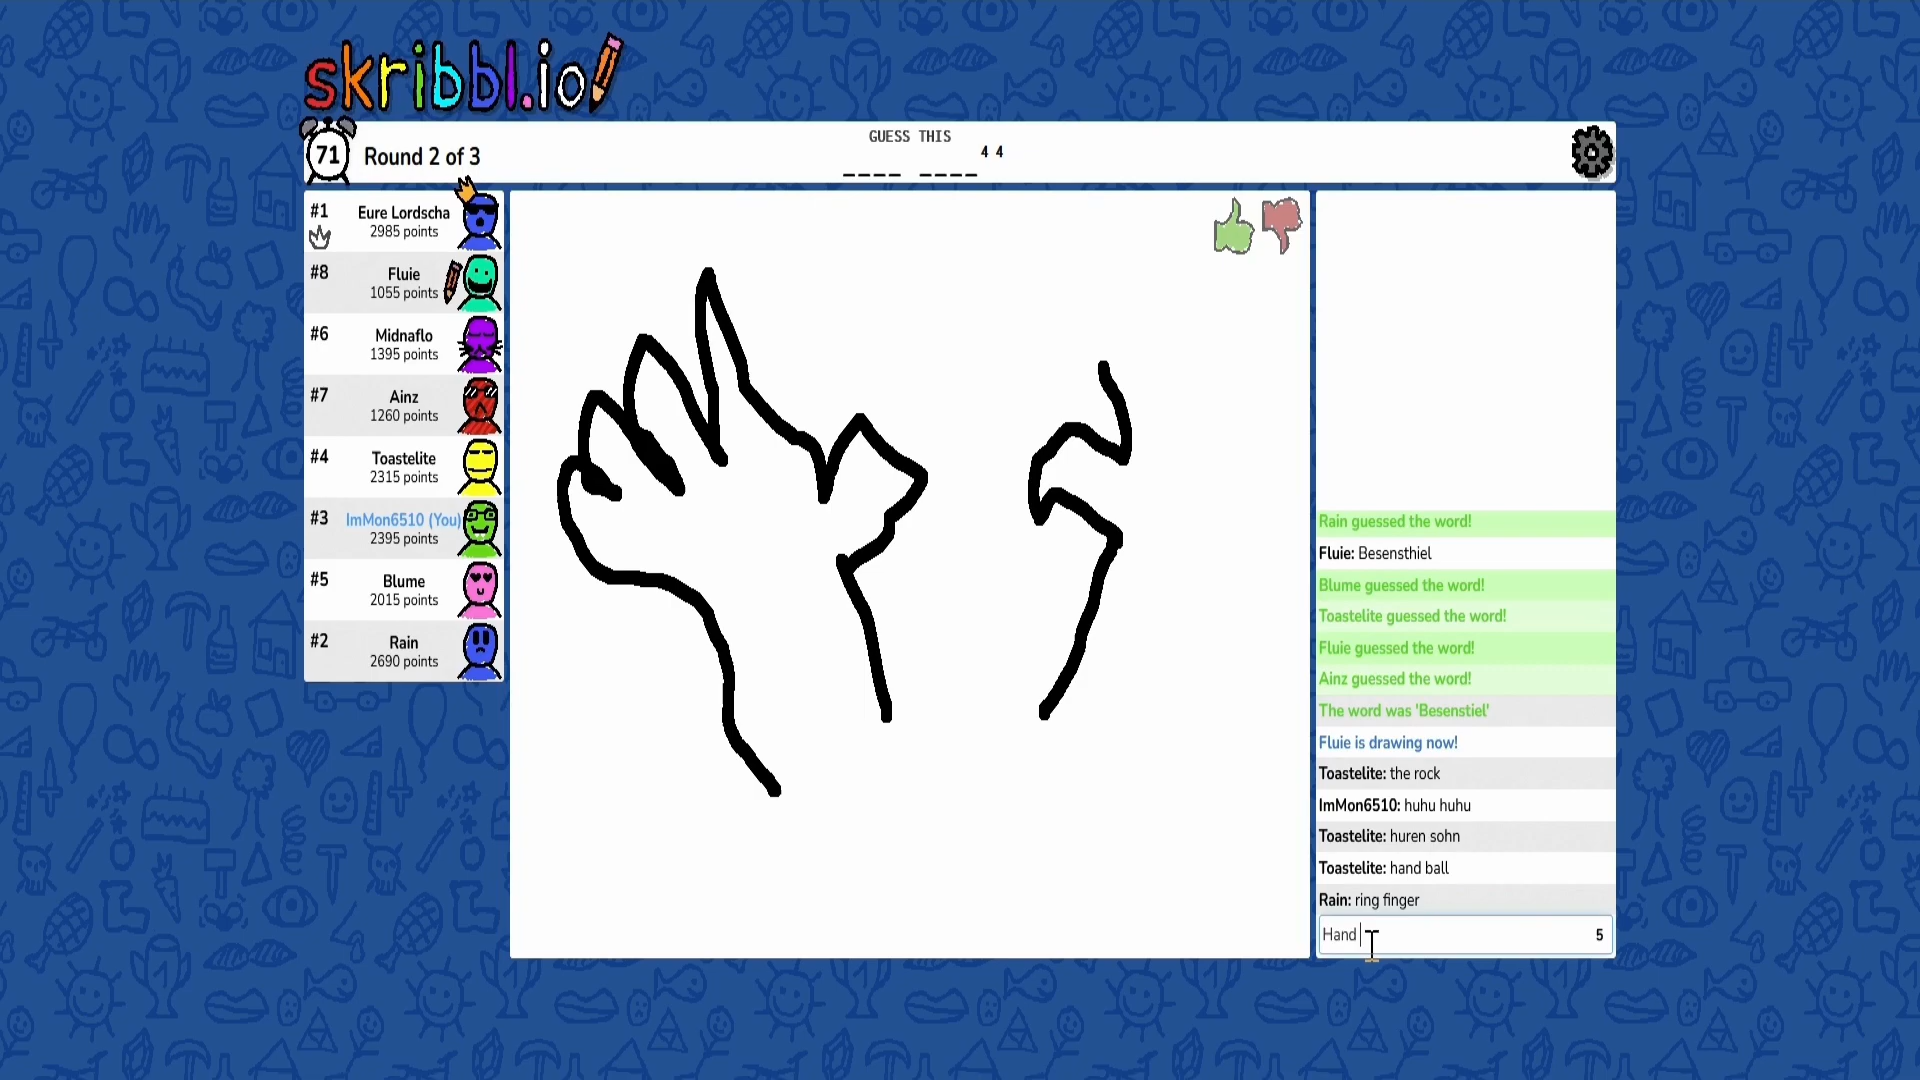 skribbl.io
71
Round 2 of 3
GUESS THIS
____ ____ 4 4
#1 Eure Lordscha
2985 points
#8 Fluie
1055 points
#6 Midnaflo
1395 points
#7 Ainz
1260 points
#4 Toastelite
2315 points
#3 ImMon6510 (You)
2395 points
#5 Blume
2015 points
#2 Rain
2690 points
Rain guessed the word!
Fluie: Besensthiel
Blume guessed the word!
Toastelite guessed the word!
Fluie guessed the word!
Ainz guessed the word!
The word was 'Besenstiel'
Fluie is drawing now!
Toastelite: the rock
ImMon6510: huhu huhu
Toastelite: huren sohn
Toastelite: hand ball
Rain: ring finger
Hand 5